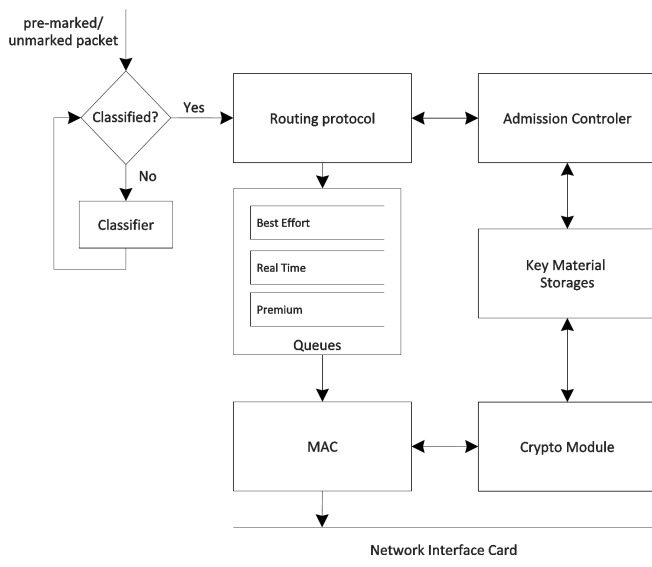 pre-marked/
unmarked packet
Classified?
Yes
No
Classifier
Routing protocol
Admission Controler
Best Effort
Real Time
Premium
Queues
Key Material
Storages
MAC
Crypto Module
Network Interface Card